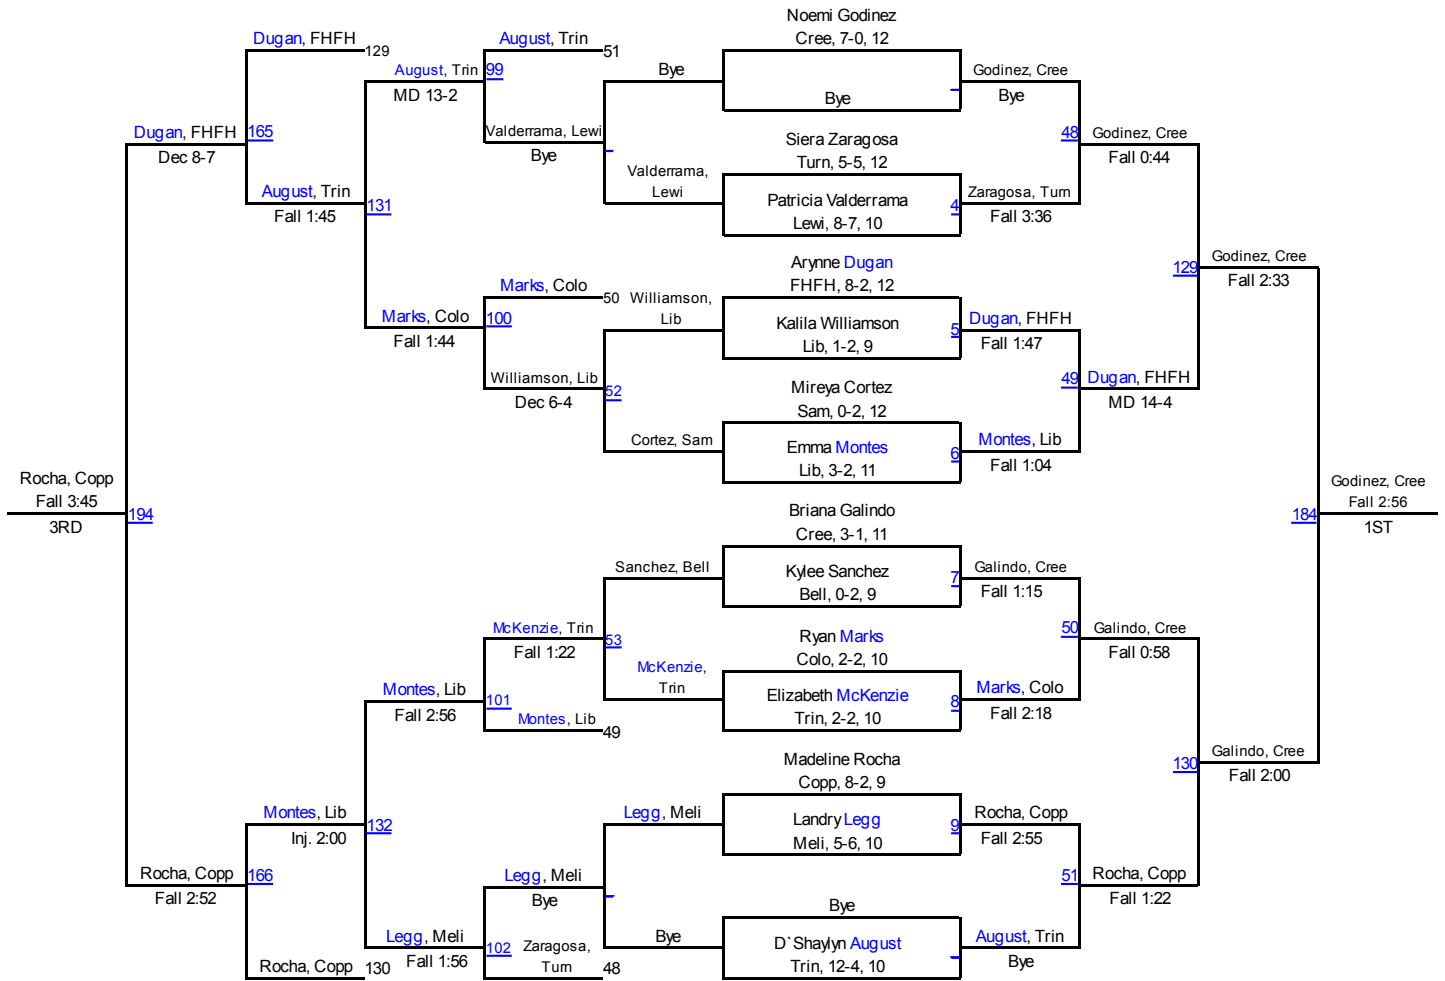 Noemi Godinez
Cree, 7-0, 12
Bye
Siera Zaragosa
Turn, 5-5, 12
Patricia Valderrama
Lewi, 8-7, 10
4
Arynne Dugan
FHFH, 8-2, 12
Kalila Williamson
Lib, 1-2, 9
5
Mireya Cortez
Sam, 0-2, 12
Emma Montes
Lib, 3-2, 11
6
Briana Galindo
Cree, 3-1, 11
Kylee Sanchez
Bell, 0-2, 9
7
Ryan Marks
Colo, 2-2, 10
Elizabeth McKenzie
Trin, 2-2, 10
8
Madeline Rocha
Copp, 8-2, 9
Landry Legg
Meli, 5-6, 10
9
Bye
D`Shaylyn August
Trin, 12-4, 10
Godinez, Cree
Bye
48
Zaragosa, Turn
Fall 3:36
Dugan, FHFH
Fall 1:47
49
Montes, Lib
Fall 1:04
Galindo, Cree
Fall 1:15
50
Marks, Colo
Fall 2:18
Rocha, Copp
Fall 2:55
51
August, Trin
Bye
Godinez, Cree
Fall 0:44
129
Dugan, FHFH
MD 14-4
Galindo, Cree
Fall 0:58
130
Rocha, Copp
Fall 1:22
Godinez, Cree
Fall 2:33
184
Galindo, Cree
Fall 2:00
Godinez, Cree
Fall 2:56
1ST
Bye
Valderrama,
Lewi
Williamson,
Lib
52
Cortez, Sam
Sanchez, Bell
53
McKenzie,
Trin
Legg, Meli
Bye
August, Trin
51
99
Valderrama, Lewi
Bye
Marks, Colo
50
100
Williamson, Lib
Dec 6-4
McKenzie, Trin
Fall 1:22
101
Montes, Lib
49
Legg, Meli
Bye
102
Zaragosa,
Turn
48
August, Trin
MD 13-2
131
Marks, Colo
Fall 1:44
Montes, Lib
Fall 2:56
132
Legg, Meli
Fall 1:56
Dugan, FHFH
129
165
August, Trin
Fall 1:45
Montes, Lib
Inj. 2:00
166
Rocha, Copp
130
Dugan, FHFH
Dec 8-7
194
Rocha, Copp
Fall 2:52
Rocha, Copp
Fall 3:45
3RD